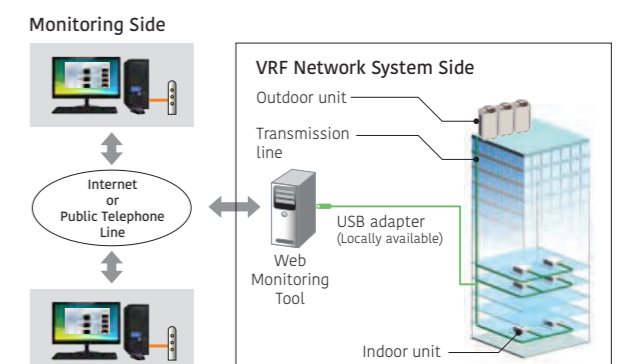 Monitoring Side
VRF Network System Side
Outdoor unit
Transmission
line
Internet
or
Public Telephone
Line
USB adapter
(Locally available)
Web
Monitoring
Tool
Indoor unit